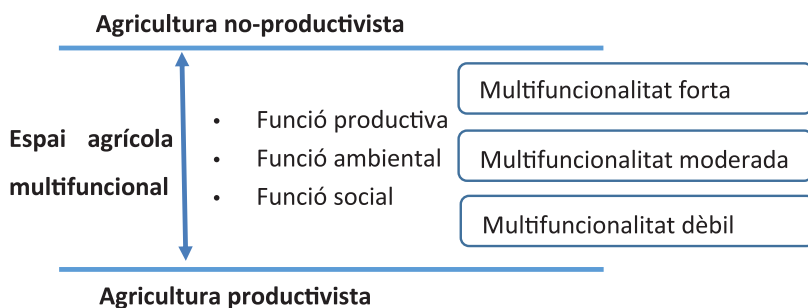 Agricultura no-productivista
Espai agrícola
multifuncional
• Funció productiva
• Funció ambiental
• Funció social
Multifuncionalitat forta
Multifuncionalitat moderada
Multifuncionalitat dèbil
Agricultura productivista